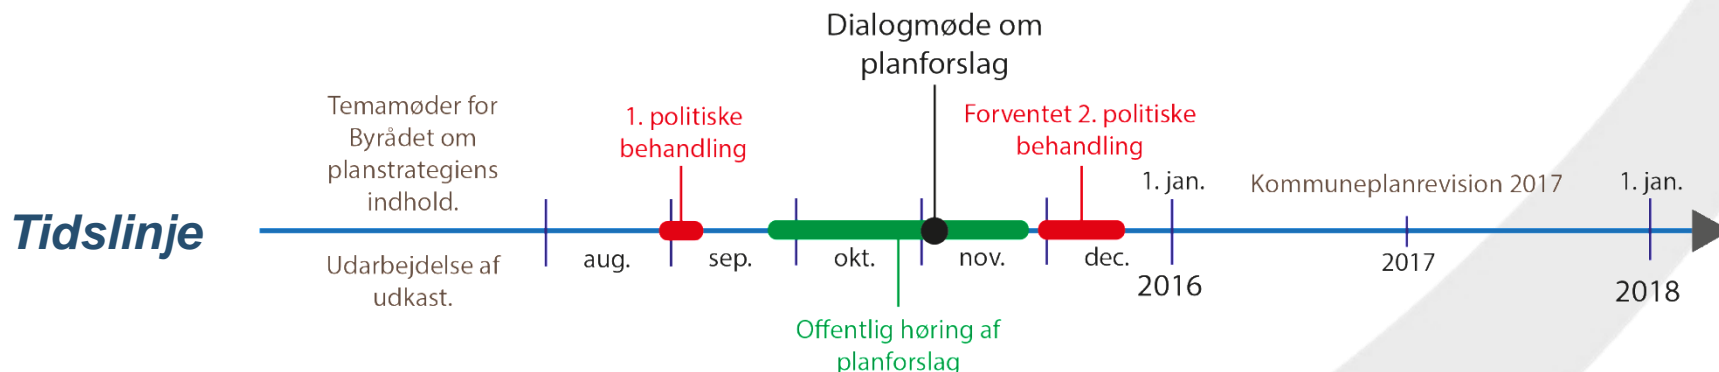 Tidslinje
Temamøder for
Byrådet om
planstrategiens
indhold.
Udarbejdelse af
udkast.
1. politiske
behandling
Dialogmøde om
planforslag
Forventet 2. politiske
behandling
1. jan.
Kommuneplanrevision 2017
1. jan.
aug.
sep.
okt.
nov.
dec.
2016
2017
2018
Offentlig høring af
planforslag